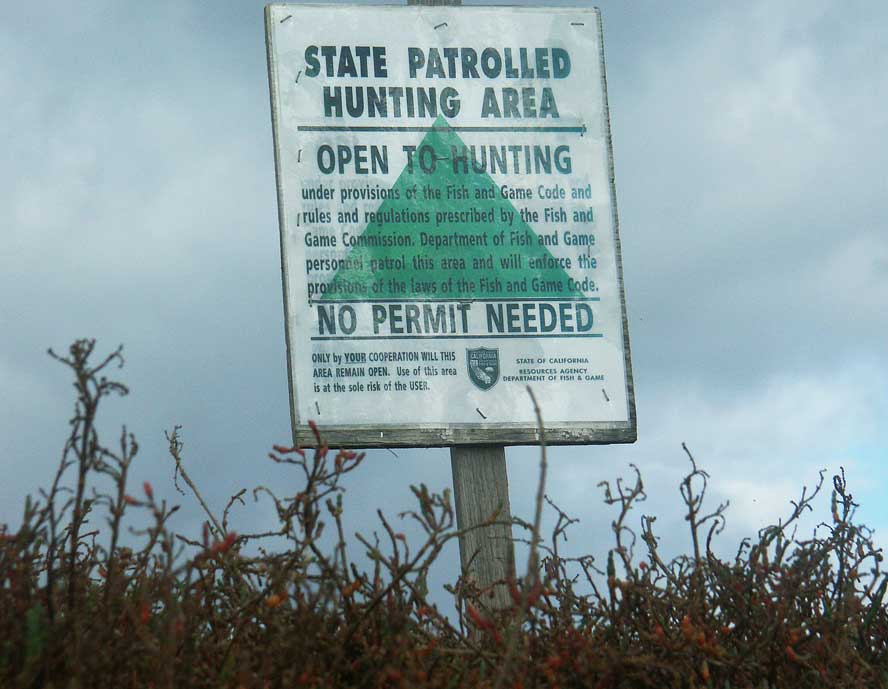 STATE PATROLLED
HUNTING AREA
OPEN TO HUNTING
under provisions of the Fish and Game Code and
rules and regulations prescribed by the Fish and
Game Commission. Department of Fish and Game
personnel patrol this area and will enforce the
provisions of the laws of the Fish and Game Code.
NO PERMIT NEEDED
ONLY by YOUR COOPERATION WILL THIS
AREA REMAIN OPEN. Use of this area
is at the sole risk of the USER.
CALIFORNIA
STATE OF CALIFORNIA
RESOURCES AGENCY
DEPARTMENT OF FISH & GAME